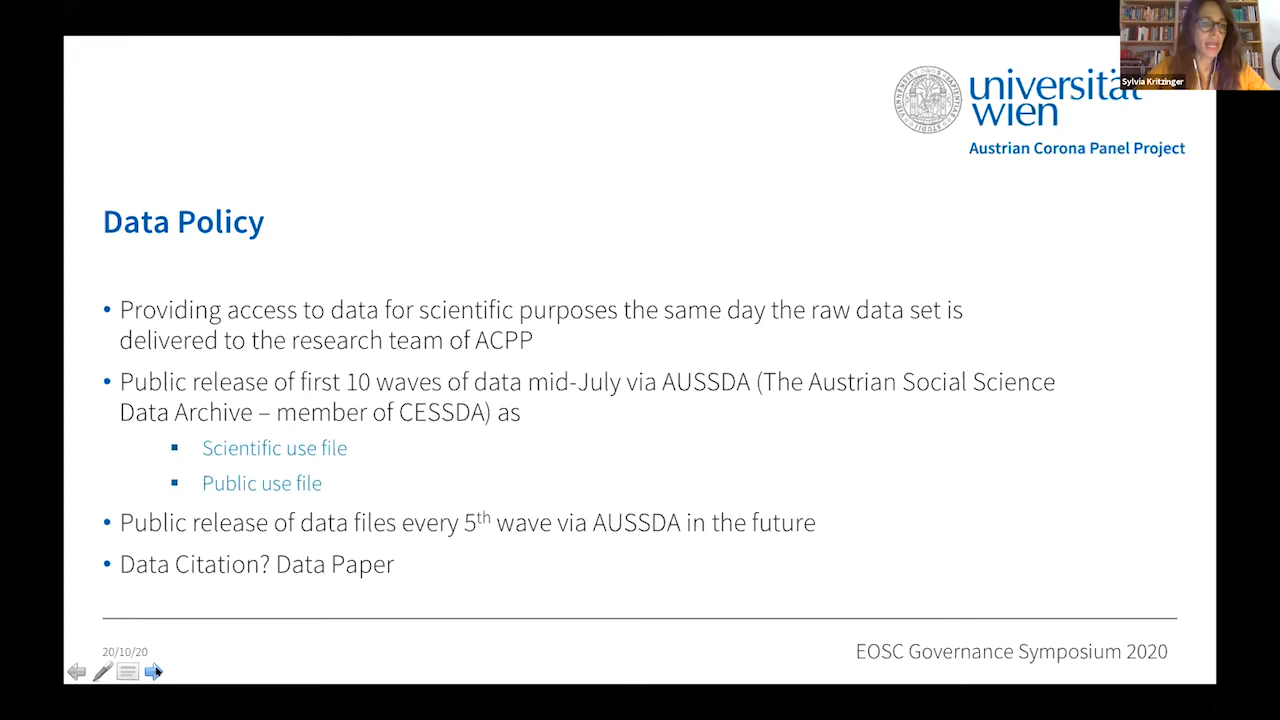 Sylvia Kritzinger
universität
wien
Austrian Corona Panel Project
Data Policy
• Providing access to data for scientific purposes the same day the raw data set is
delivered to the research team of ACPP
• Public release of first 10 waves of data mid-July via AUSSDA (The Austrian Social Science
Data Archive – member of CESSDA) as
▪ Scientific use file
▪ Public use file
• Public release of data files every 5th wave via AUSSDA in the future
• Data Citation? Data Paper
20/10/20
EOSC Governance Symposium 2020